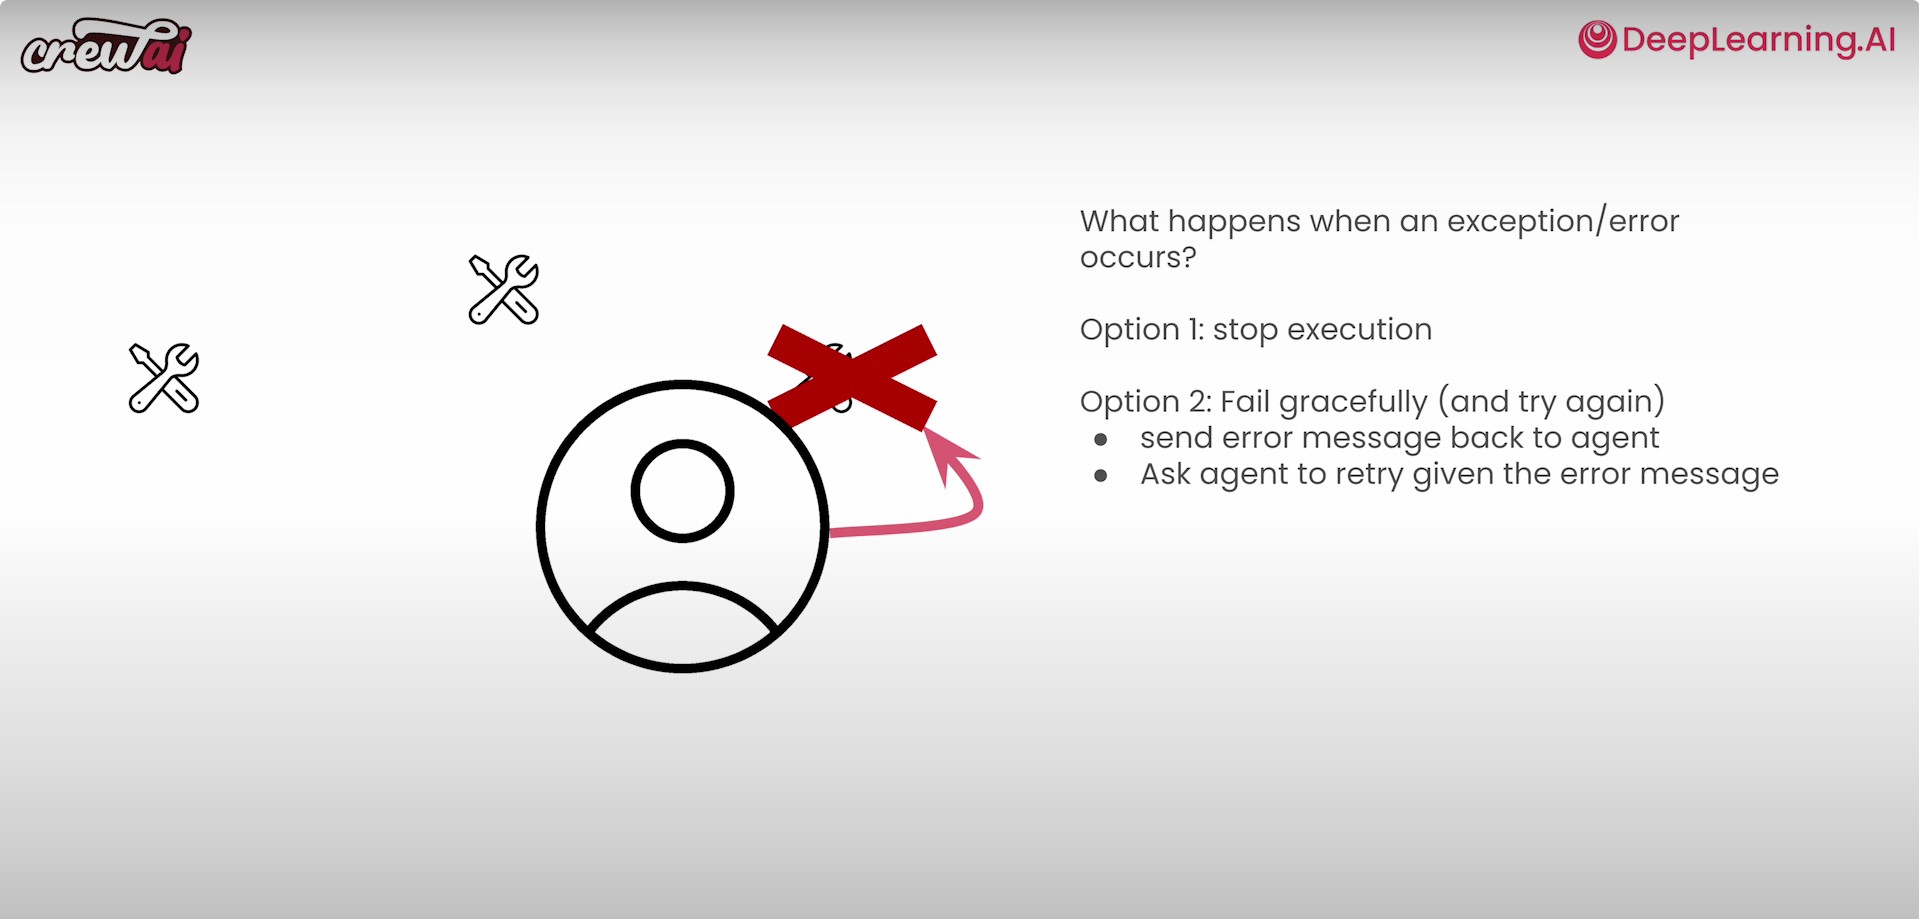 crewai
DeepLearning.AI
What happens when an exception/error
occurs?
Option 1: stop execution
Option 2: Fail gracefully (and try again)
● send error message back to agent
● Ask agent to retry given the error message